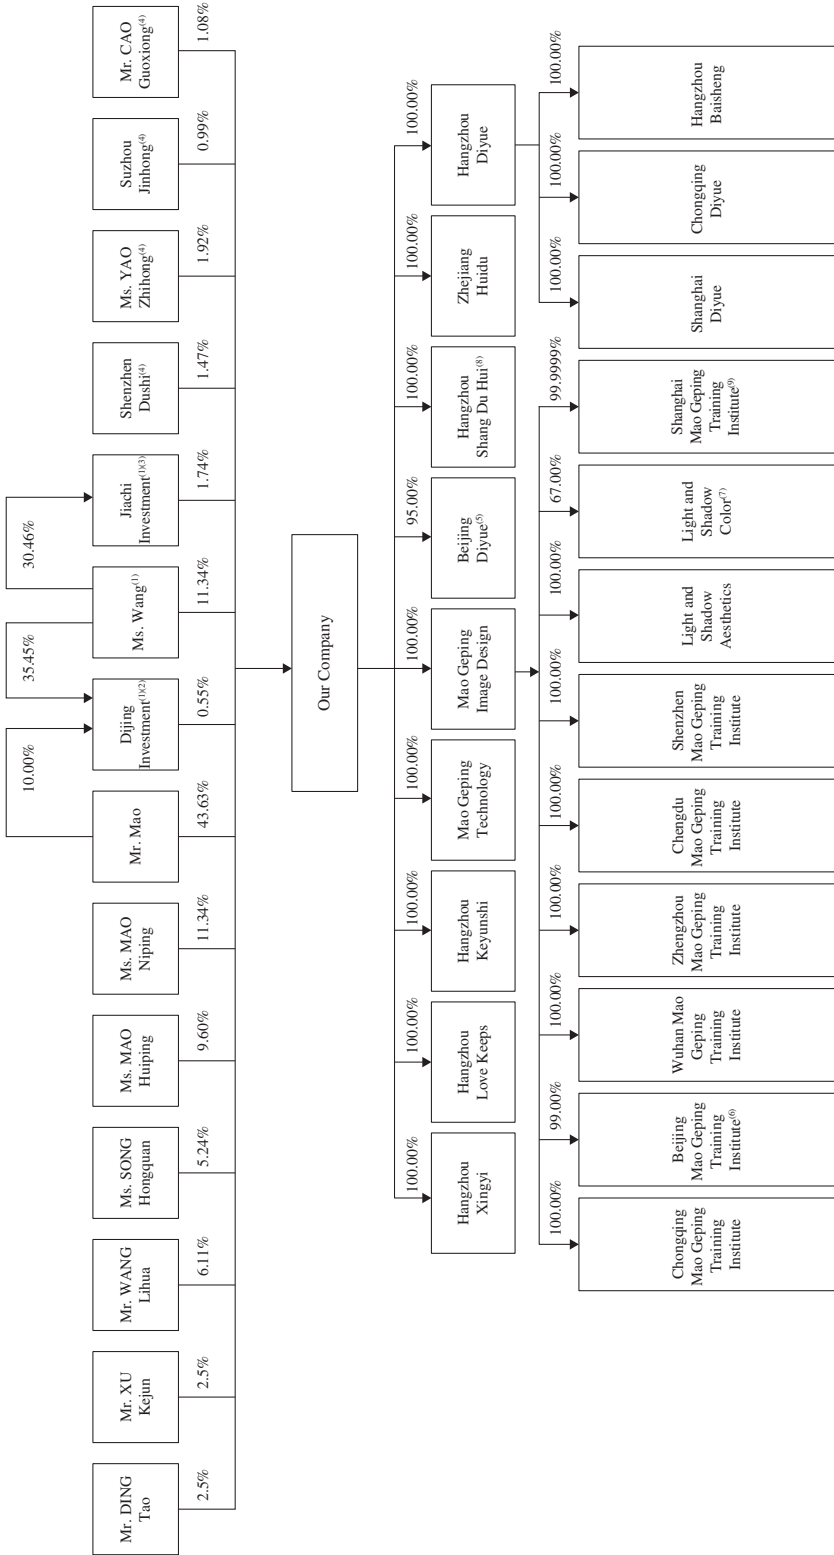 30.46%
35.45%
10.00%
Mr. DING
Tao
Mr. XU
Kejun
Mr. WANG
Lihua
Ms. SONG
Hongquan
Ms. MAO
Huiping
Ms. MAO
Niping
Mr. Mao
Dijing
Investment(1)(2)
Ms. Wang(1)
Jiachi
Investment(1)(3)
Shenzhen
Dushi(4)
Ms. YAO
Zhihong(4)
Suzhou
Jinhong(4)
Mr. CAO
Guoxiong(4)
2.5%
2.5%
6.11%
5.24%
9.60%
11.34%
43.63%
0.55%
11.34%
1.74%
1.47%
1.92%
0.99%
1.08%
Our Company
100.00%
100.00%
100.00%
100.00%
100.00%
95.00%
100.00%
100.00%
100.00%
Hangzhou
Xingyi
Hangzhou
Love Keeps
Hangzhou
Keyunshi
Mao Geping
Technology
Mao Geping
Image Design
Beijing
Diyue(5)
Hangzhou
Shang Du Hui(8)
Zhejiang
Huidu
Hangzhou
Diyue
100.00%
99.00%
100.00%
100.00%
100.00%
100.00%
100.00%
67.00%
99.9999%
100.00%
100.00%
100.00%
Chongqing
Mao Geping
Training
Institute
Beijing
Mao Geping
Training
Institute(6)
Wuhan Mao
Geping
Training
Institute
Zhengzhou
Mao Geping
Training
Institute
Chengdu
Mao Geping
Training
Institute
Shenzhen
Mao Geping
Training
Institute
Light and
Shadow
Aesthetics
Light and
Shadow
Color(7)
Shanghai
Mao Geping
Training
Institute(9)
Shanghai
Diyue
Chongqing
Diyue
Hangzhou
Baisheng